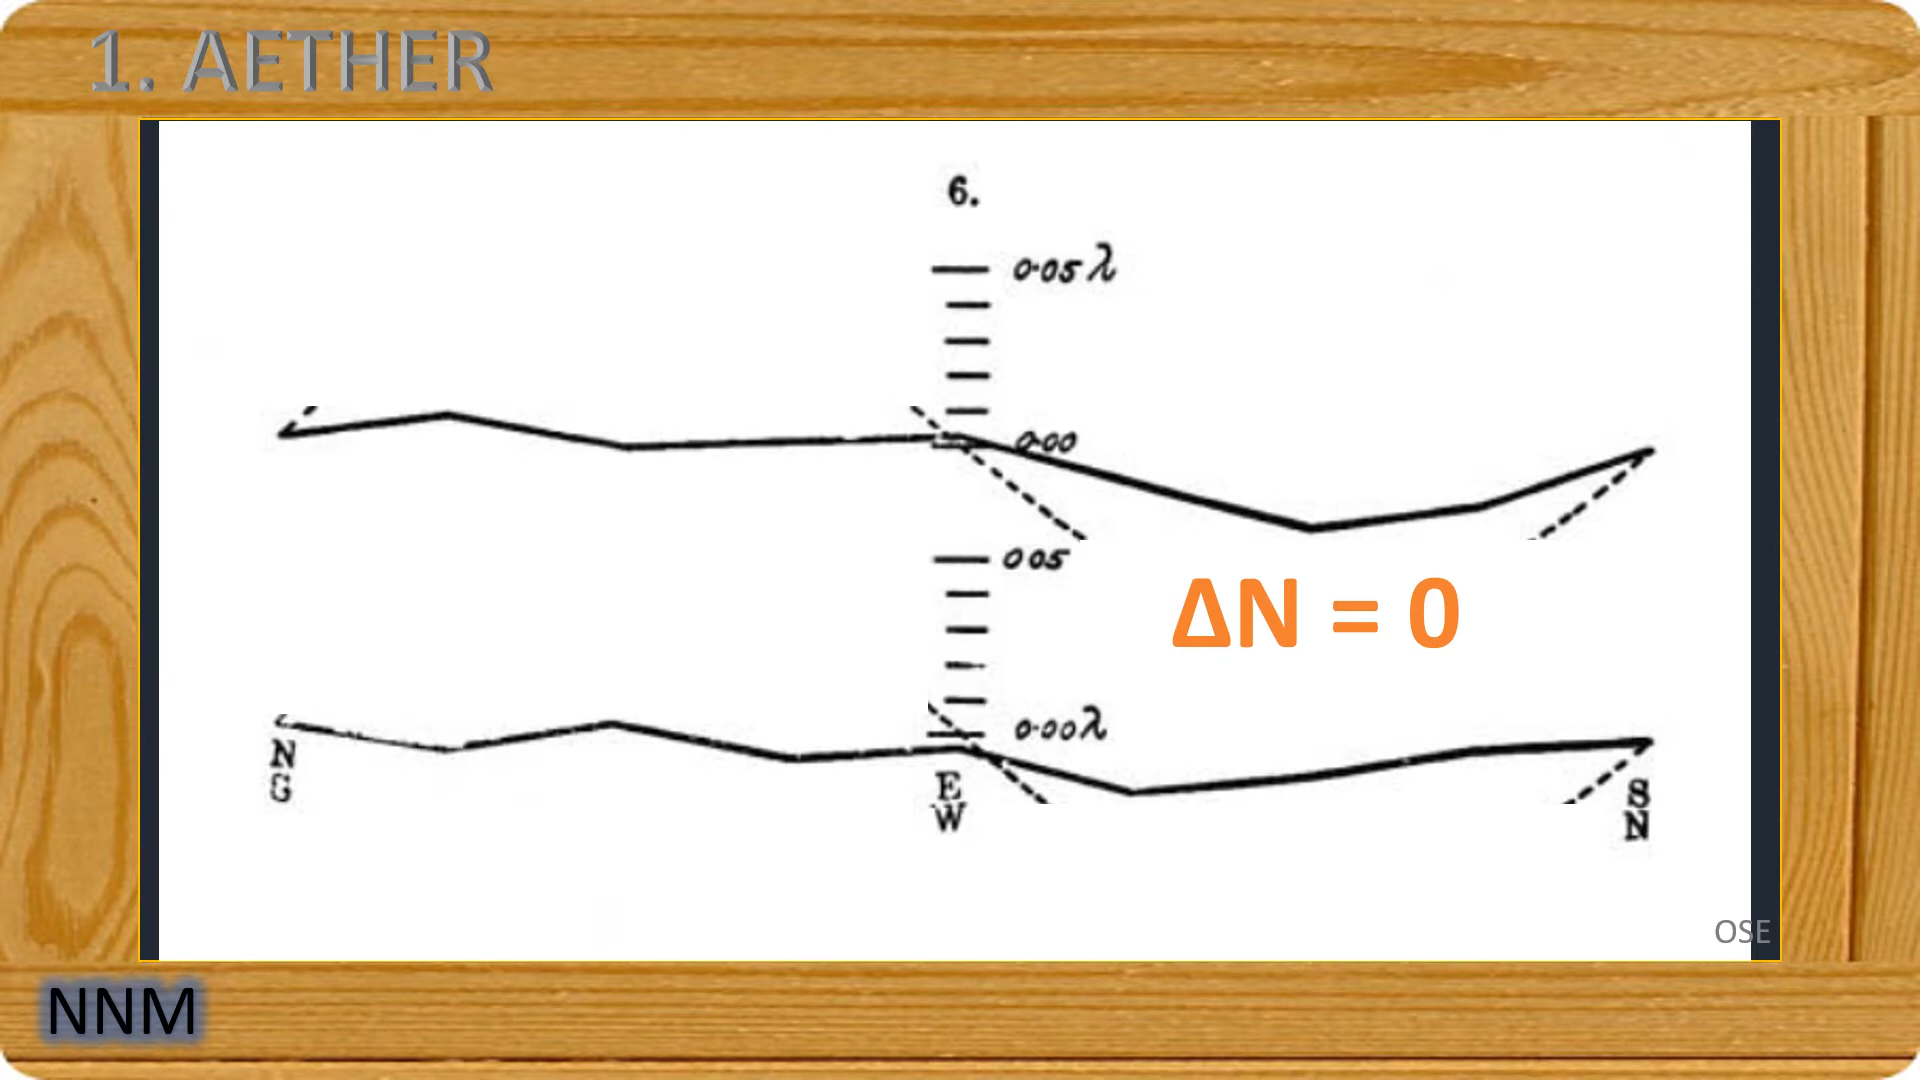 1. AETHER
6.
0.05 λ
0.00
0 05
ΔN = 0
0.00 λ
N
G
E
W
S
N
OSE
NNM